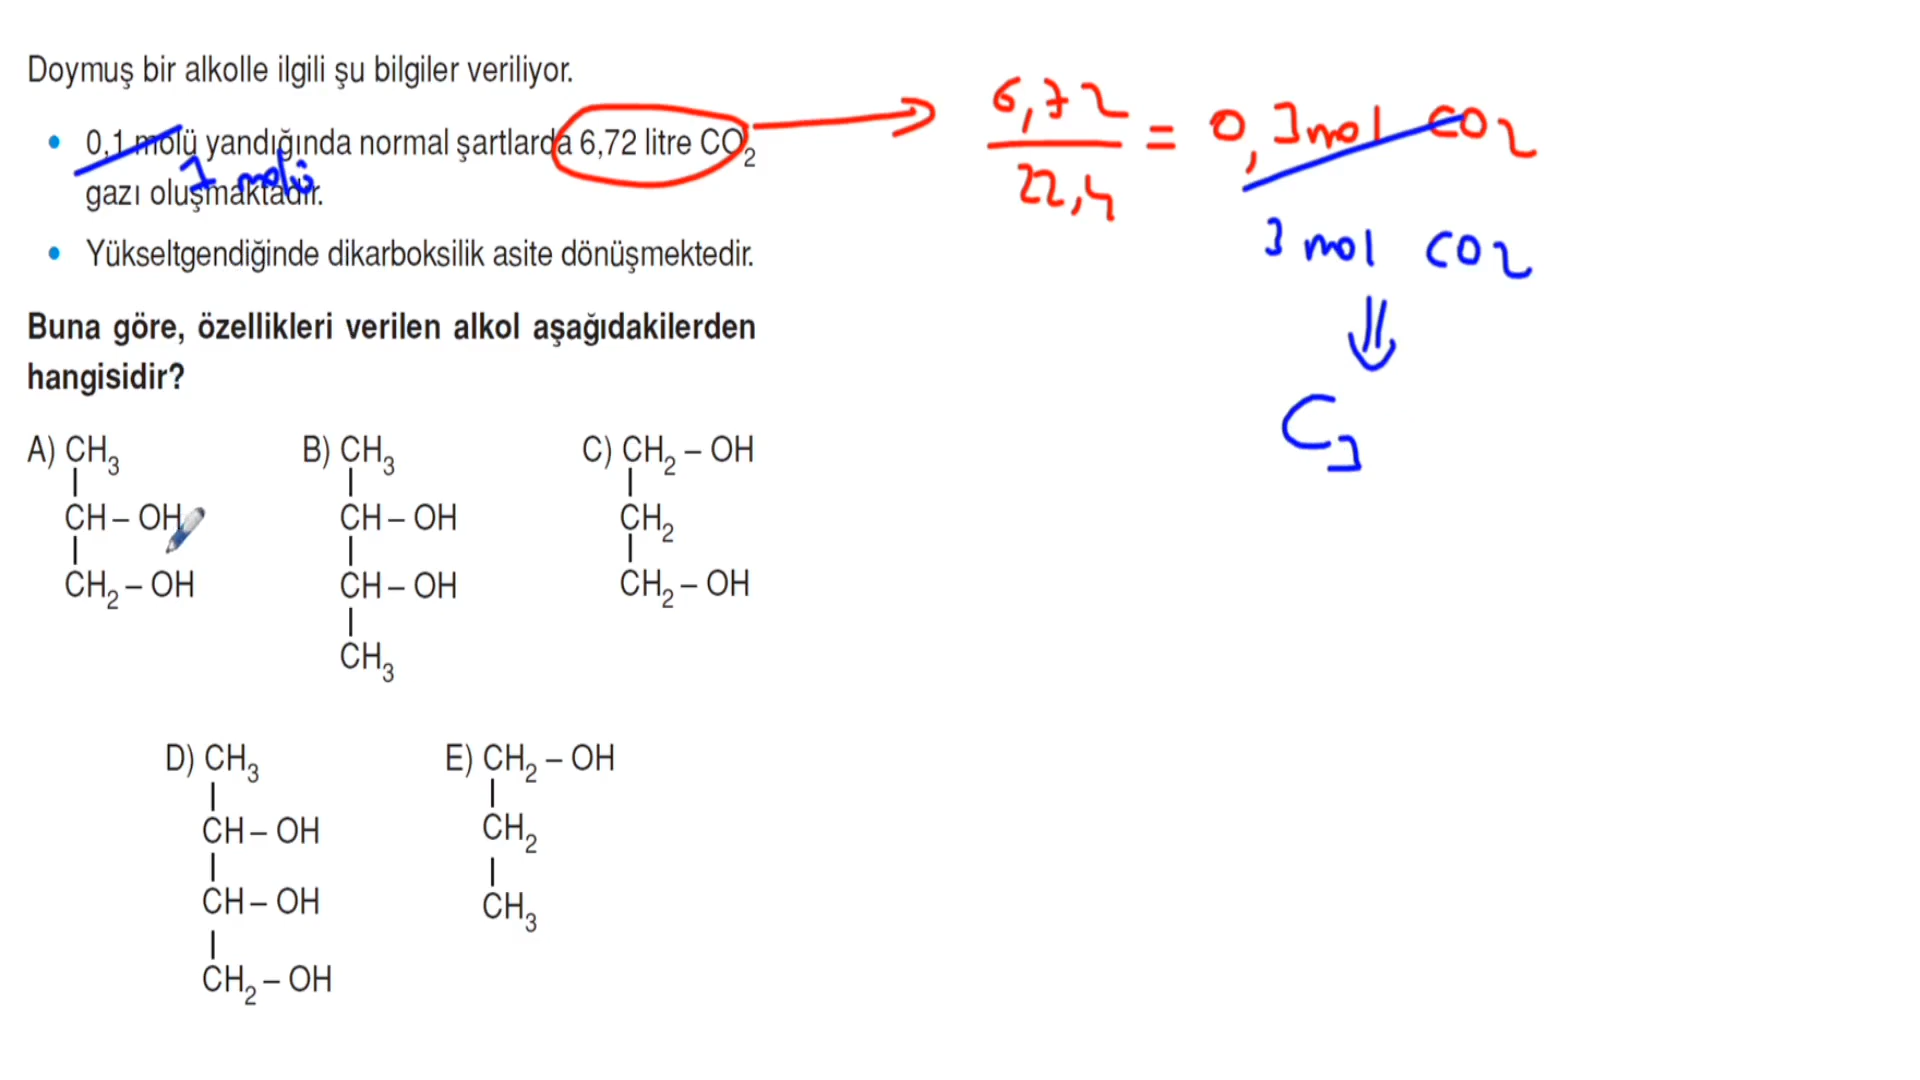 Doymuş bir alkolle ilgili şu bilgiler veriliyor.
• 0,1 molü yandığında normal şartlarda 6,72 litre CO₂
1 molü
gazı oluşmaktadır.
• Yükseltgendiğinde dikarboksilik asite dönüşmektedir.
Buna göre, özellikleri verilen alkol aşağıdakilerden
hangisidir?
6,72
22,4
= 0,3 mol CO2
3 mol CO2
⇓
C3
A) CH₃
|
CH – OH
|
CH₂ – OH
B) CH₃
|
CH – OH
|
CH – OH
|
CH₃
C) CH₂ – OH
|
CH₂
|
CH₂ – OH
D) CH₃
|
CH – OH
|
CH – OH
|
CH₂ – OH
E) CH₂ – OH
|
CH₂
|
CH₃